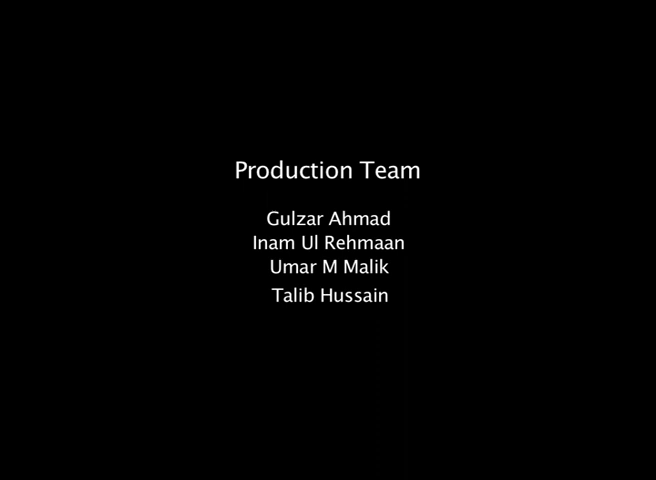 Production Team
Gulzar Ahmad
Inam Ul Rehmaan
Umar M Malik
Talib Hussain